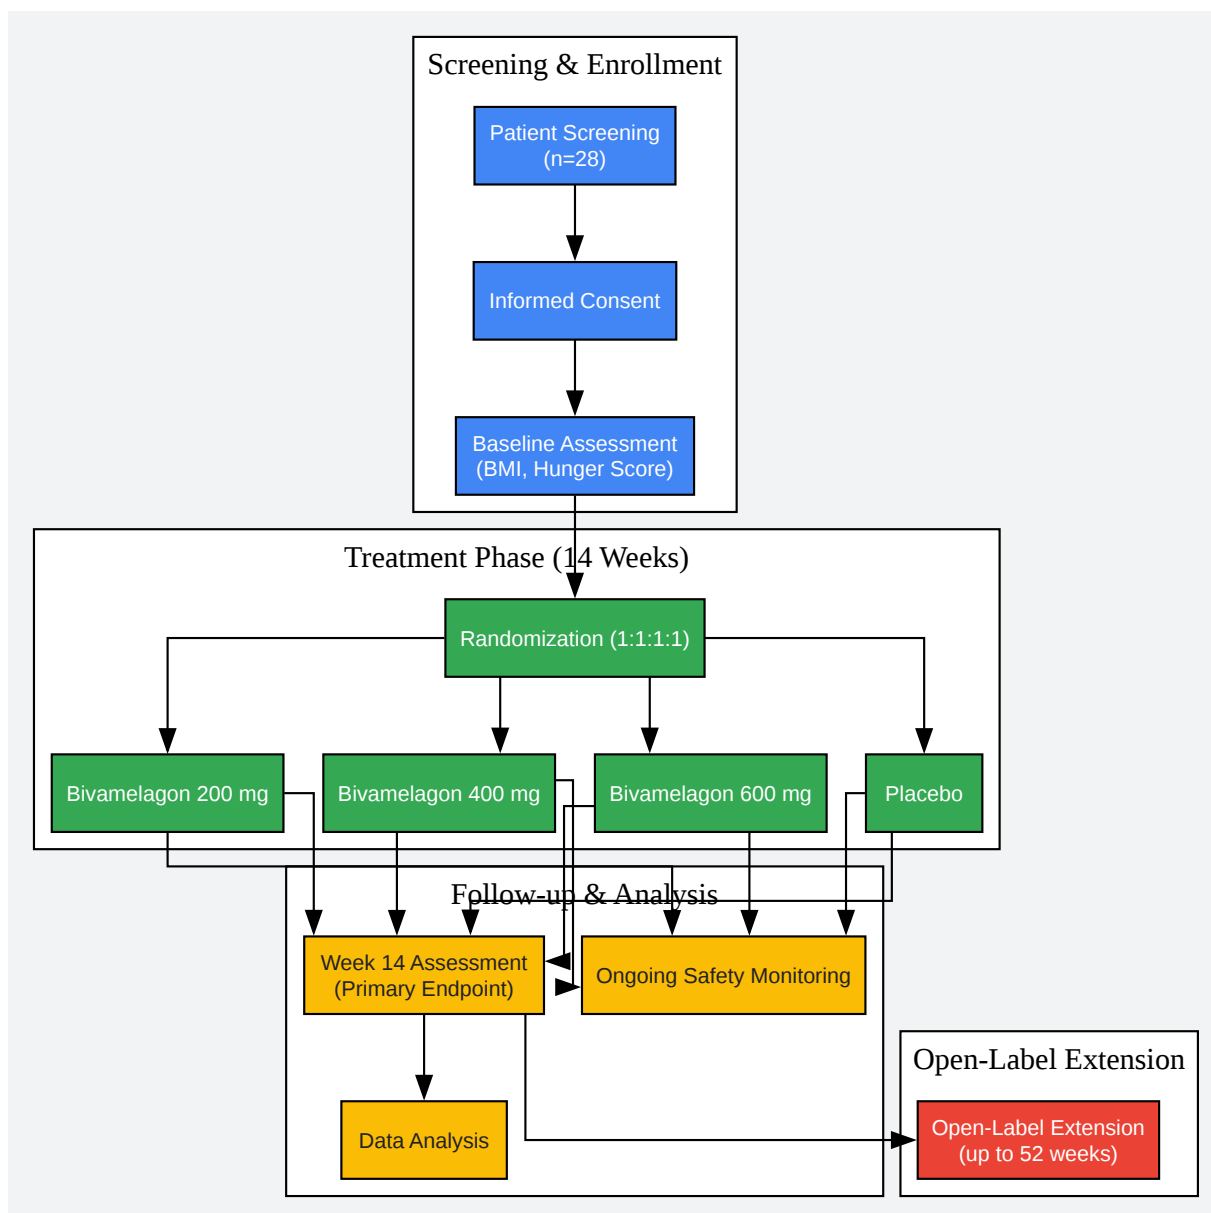 Screening & Enrollment
Patient Screening
(n=28)
Informed Consent
Baseline Assessment
(BMI, Hunger Score)
Treatment Phase (14 Weeks)
Randomization (1:1:1:1)
Bivamelagon 200 mg
Bivamelagon 400 mg
Bivamelagon 600 mg
Placebo
Follow-up & Analysis
Week 14 Assessment
(Primary Endpoint)
Ongoing Safety Monitoring
Data Analysis
Open-Label Extension
Open-Label Extension
(up to 52 weeks)